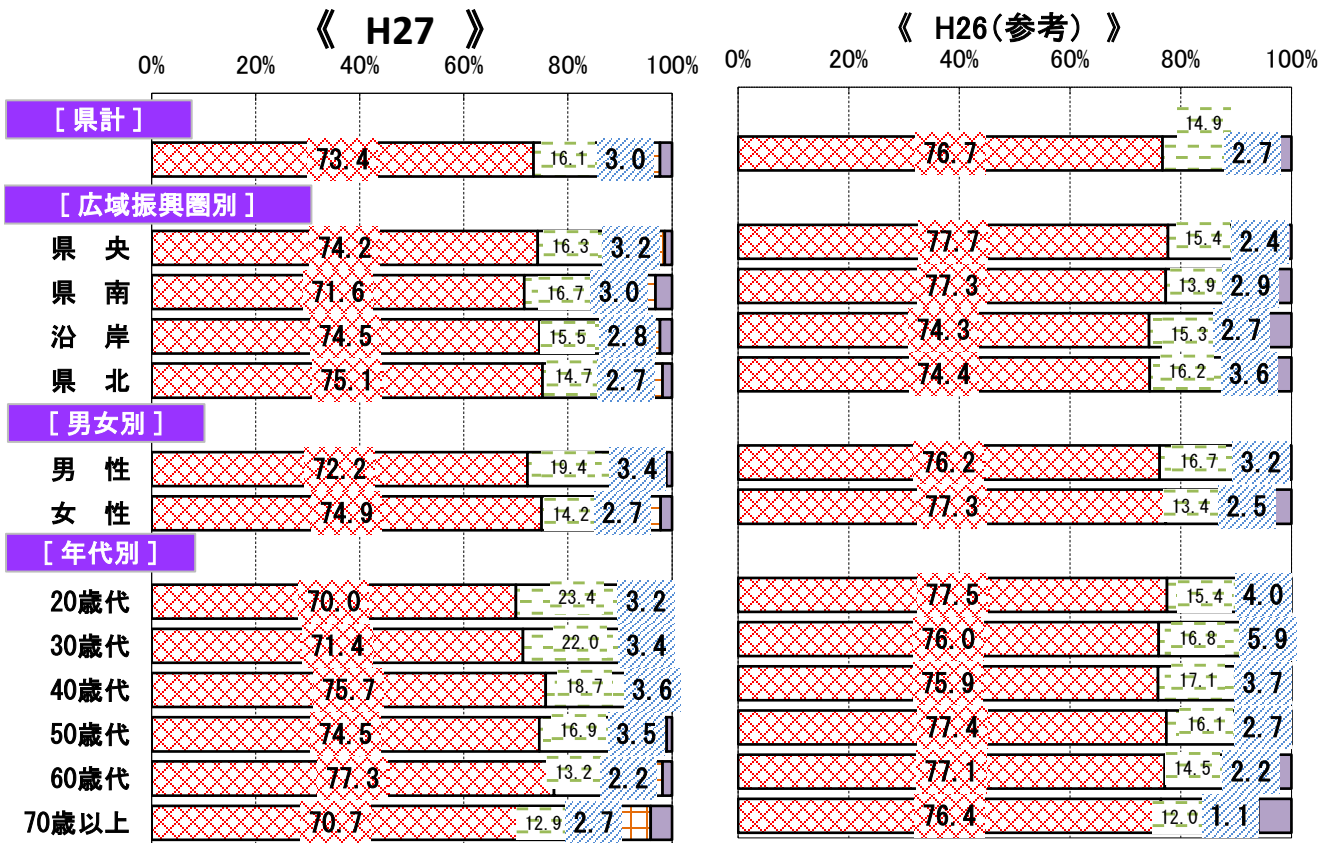 《 H27 》
《 H26(参考) 》
0% 20% 40% 60% 80% 100%
0% 20% 40% 60% 80% 100%
[ 県計 ]
73.4 16.1 3.0
76.7 14.9 2.7
[ 広域振興圏別 ]
県 央 74.2 16.3 3.2
77.7 15.4 2.4
県 南 71.6 16.7 3.0
77.3 13.9 2.9
沿 岸 74.5 15.5 2.8
74.3 15.3 2.7
県 北 75.1 14.7 2.7
74.4 16.2 3.6
[ 男女別 ]
男 性 72.2 19.4 3.4
76.2 16.7 3.2
女 性 74.9 14.2 2.7
77.3 13.4 2.5
[ 年代別 ]
20歳代 70.0 23.4 3.2
77.5 15.4 4.0
30歳代 71.4 22.0 3.4
76.0 16.8 5.9
40歳代 75.7 18.7 3.6
75.9 17.1 3.7
50歳代 74.5 16.9 3.5
77.4 16.1 2.7
60歳代 77.3 13.2 2.2
77.1 14.5 2.2
70歳以上 70.7 12.9 2.7
76.4 12.0 1.1